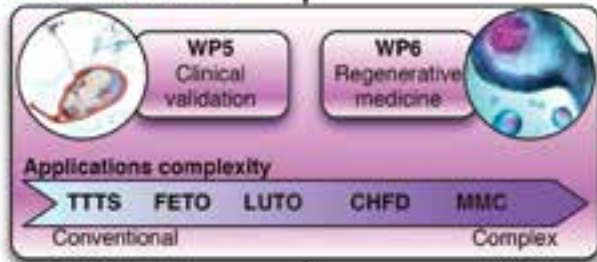 WP5
Clinical
validation
WP6
Regenerative
medicine
Applications complexity
TTTS FETO LUTO CHFD MMC
Conventional Complex